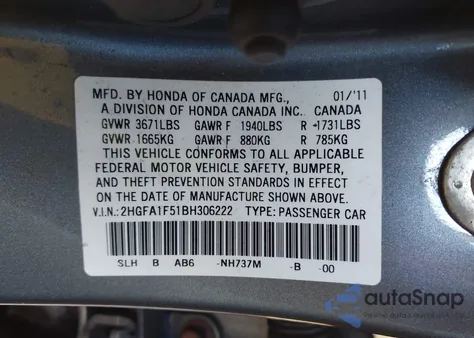 MFD. BY HONDA OF CANADA MFG., 01/'11
A DIVISION OF HONDA CANADA INC. CANADA
GVWR 3671LBS GAWR F 1940LBS R -1731LBS
GVWR 1665KG GAWR F 880KG R 785KG
THIS VEHICLE CONFORMS TO ALL APPLICABLE
FEDERAL MOTOR VEHICLE SAFETY, BUMPER,
AND THEFT PREVENTION STANDARDS IN EFFECT
ON THE DATE OF MANUFACTURE SHOWN ABOVE.
V.I.N.: 2HGFA1F51BH306222 TYPE: PASSENGER CAR
SLH B AB6 -NH737M -B -00
autoSnap